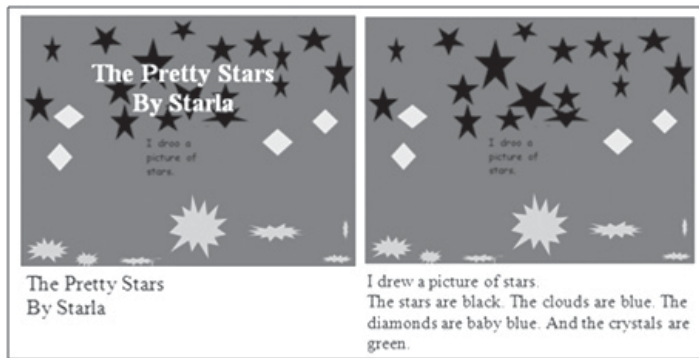 The Pretty Stars
By Starla
I droo a
picture of
stars.
The Pretty Stars
By Starla
I droo a
picture of
stars.
I drew a picture of stars.
The stars are black. The clouds are blue. The
diamonds are baby blue. And the crystals are
green.